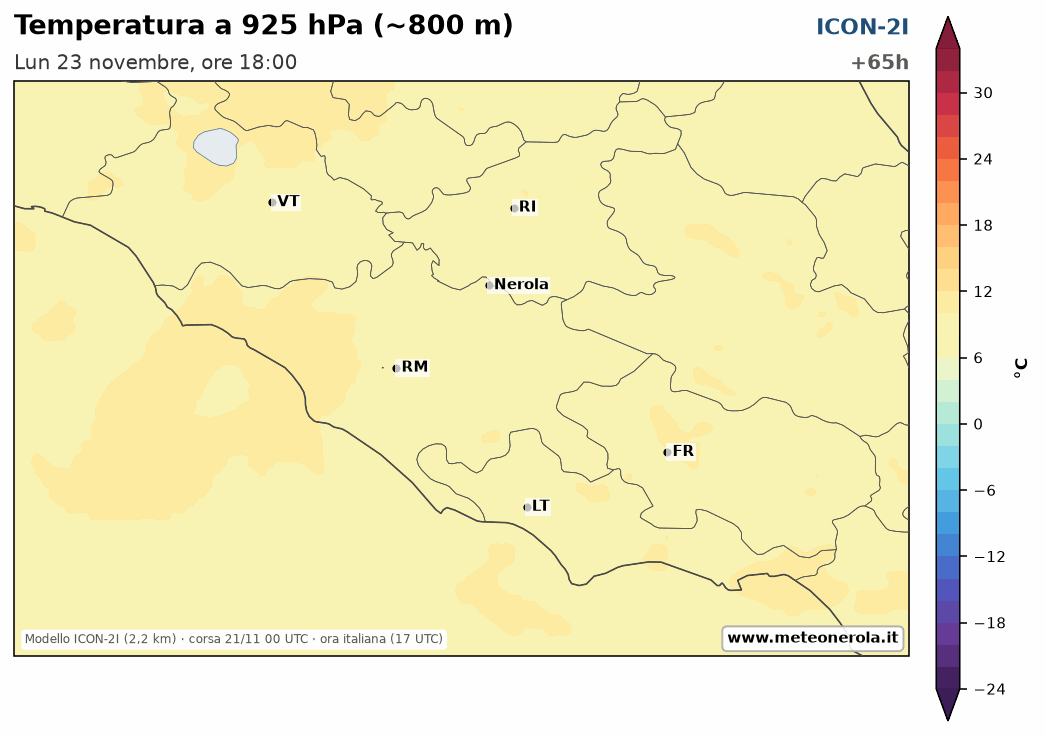 Temperatura a 925 hPa (~800 m)
ICON-2I
Lun 23 novembre, ore 18:00
+65h
VT
RI
Nerola
RM
FR
LT
30
24
18
12
6
0
−6
−12
−18
−24
°C
Modello ICON-2I (2,2 km) · corsa 21/11 00 UTC · ora italiana (17 UTC)
www.meteonerola.it